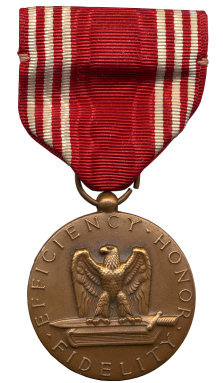 EFFICIENCY · HONOR · FIDELITY ·